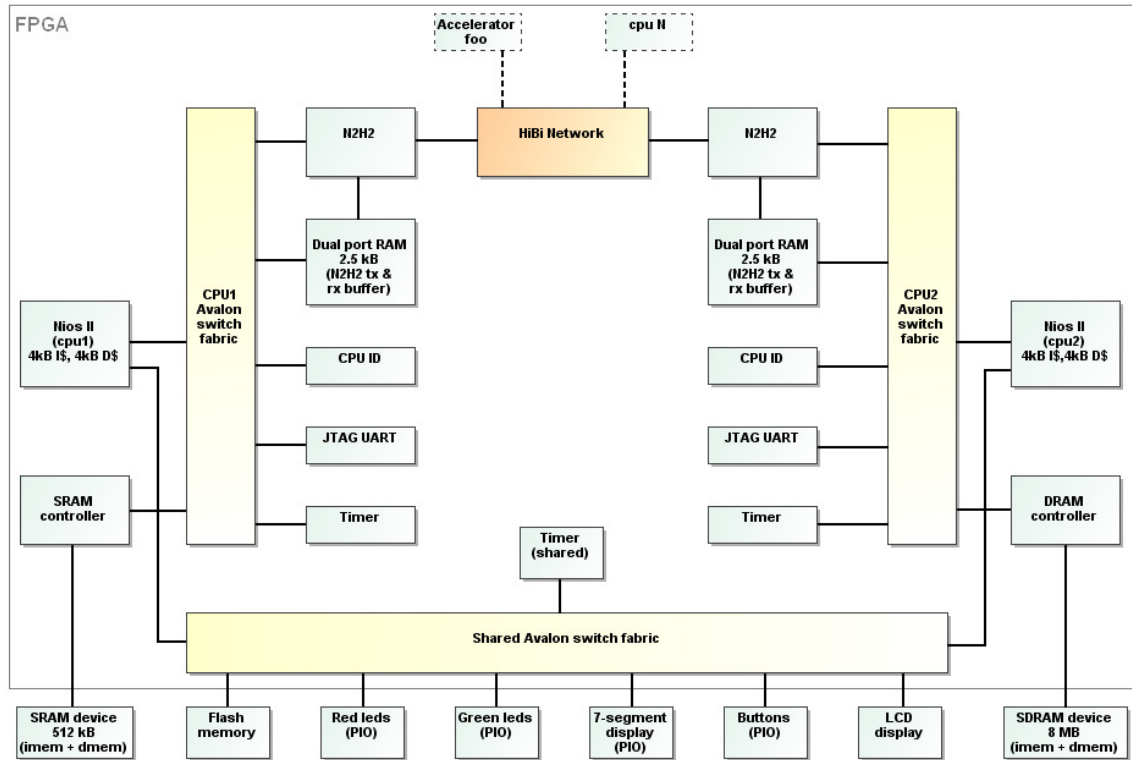 FPGA
Accelerator
foo
cpu N
N2H2
HiBi Network
N2H2
Dual port RAM
2.5 kB
(N2H2 tx &
rx buffer)
Dual port RAM
2.5 kB
(N2H2 tx &
rx buffer)
CPU1
Avalon
switch
fabric
CPU2
Avalon
switch
fabric
Nios II
(cpu1)
4kB I$, 4kB D$
Nios II
(cpu2)
4kB I$,4kB D$
CPU ID
CPU ID
JTAG UART
JTAG UART
SRAM
controller
Timer
Timer
DRAM
controller
Timer
(shared)
Shared Avalon switch fabric
SRAM device
512 kB
(imem + dmem)
Flash
memory
Red leds
(PIO)
Green leds
(PIO)
7-segment
display
(PIO)
Buttons
(PIO)
LCD
display
SDRAM device
8 MB
(imem + dmem)